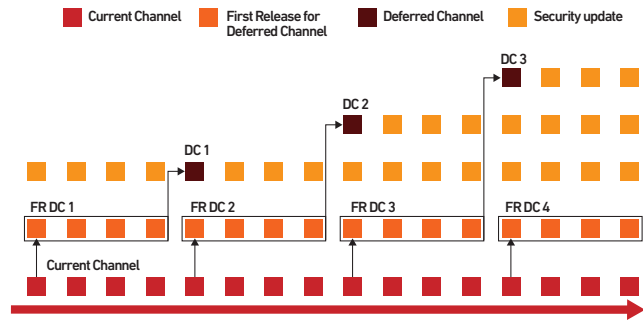 Current Channel
First Release for
Deferred Channel
Deferred Channel
Security update
DC 3
DC 2
DC 1
FR DC 1
FR DC 2
FR DC 3
FR DC 4
Current Channel